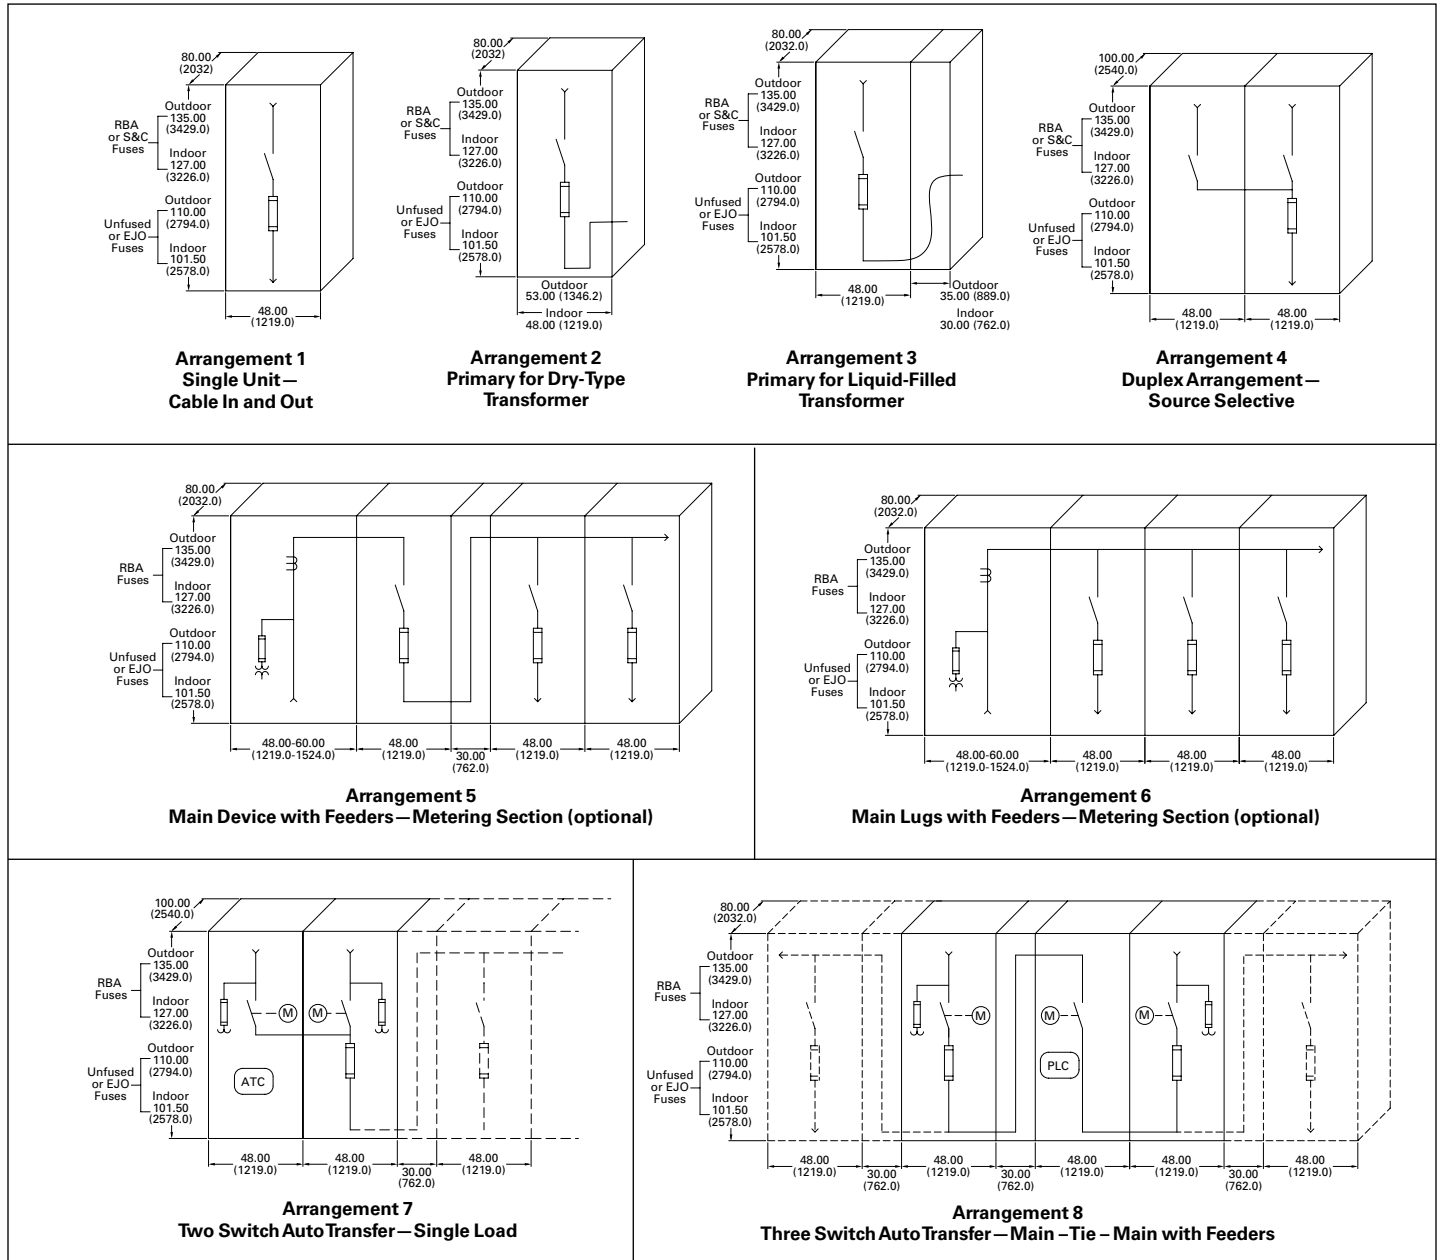 80.00
(2032)
Outdoor
135.00
(3429.0)
RBA
or S&C
Fuses
Indoor
127.00
(3226.0)
Outdoor
110.00
(2794.0)
Unfused
or EJO
Fuses
Indoor
101.50
(2578.0)
48.00
(1219.0)
Arrangement 1
Single Unit—
Cable In and Out
80.00
(2032)
Outdoor
135.00
(3429.0)
RBA
or S&C
Fuses
Indoor
127.00
(3226.0)
Outdoor
110.00
(2794.0)
Unfused
or EJO
Fuses
Indoor
101.50
(2578.0)
Outdoor
53.00 (1346.2)
Indoor
48.00 (1219.0)
Arrangement 2
Primary for Dry-Type
Transformer
80.00
(2032.0)
Outdoor
135.00
(3429.0)
RBA
or S&C
Fuses
Indoor
127.00
(3226.0)
Outdoor
110.00
(2794.0)
Unfused
or EJO
Fuses
Indoor
101.50
(2578.0)
48.00
(1219.0)
Outdoor
35.00 (889.0)
Indoor
30.00 (762.0)
Arrangement 3
Primary for Liquid-Filled
Transformer
100.00
(2540.0)
Outdoor
135.00
(3429.0)
RBA
or S&C
Fuses
Indoor
127.00
(3226.0)
Outdoor
110.00
(2794.0)
Unfused
or EJO
Fuses
Indoor
101.50
(2578.0)
48.00
(1219.0)
48.00
(1219.0)
Arrangement 4
Duplex Arrangement—
Source Selective
80.00
(2032.0)
Outdoor
135.00
(3429.0)
RBA
Fuses
Indoor
127.00
(3226.0)
Outdoor
110.00
(2794.0)
Unfused
or EJO
Fuses
Indoor
101.50
(2578.0)
48.00-60.00
(1219.0-1524.0)
48.00
(1219.0)
30.00
(762.0)
48.00
(1219.0)
48.00
(1219.0)
Arrangement 5
Main Device with Feeders—Metering Section (optional)
80.00
(2032.0)
Outdoor
135.00
(3429.0)
RBA
Fuses
Indoor
127.00
(3226.0)
Outdoor
110.00
(2794.0)
Unfused
or EJO
Fuses
Indoor
101.50
(2578.0)
48.00-60.00
(1219.0-1524.0)
48.00
(1219.0)
48.00
(1219.0)
48.00
(1219.0)
Arrangement 6
Main Lugs with Feeders—Metering Section (optional)
100.00
(2540.0)
Outdoor
135.00
(3429.0)
RBA
Fuses
Indoor
127.00
(3226.0)
Outdoor
110.00
(2794.0)
Unfused
or EJO
Fuses
Indoor
101.50
(2578.0)
M
M
ATC
48.00
(1219.0)
48.00
(1219.0)
30.00
(762.0)
48.00
(1219.0)
Arrangement 7
Two Switch Auto Transfer—Single Load
80.00
(2032.0)
Outdoor
135.00
(3429.0)
RBA
Fuses
Indoor
127.00
(3226.0)
Outdoor
110.00
(2794.0)
Unfused
or EJO
Fuses
Indoor
101.50
(2578.0)
M
M
M
PLC
48.00
(1219.0)
30.00
(762.0)
48.00
(1219.0)
30.00
(762.0)
48.00
(1219.0)
48.00
(1219.0)
30.00
(762.0)
48.00
(1219.0)
Arrangement 8
Three Switch Auto Transfer—Main –Tie – Main with Feeders